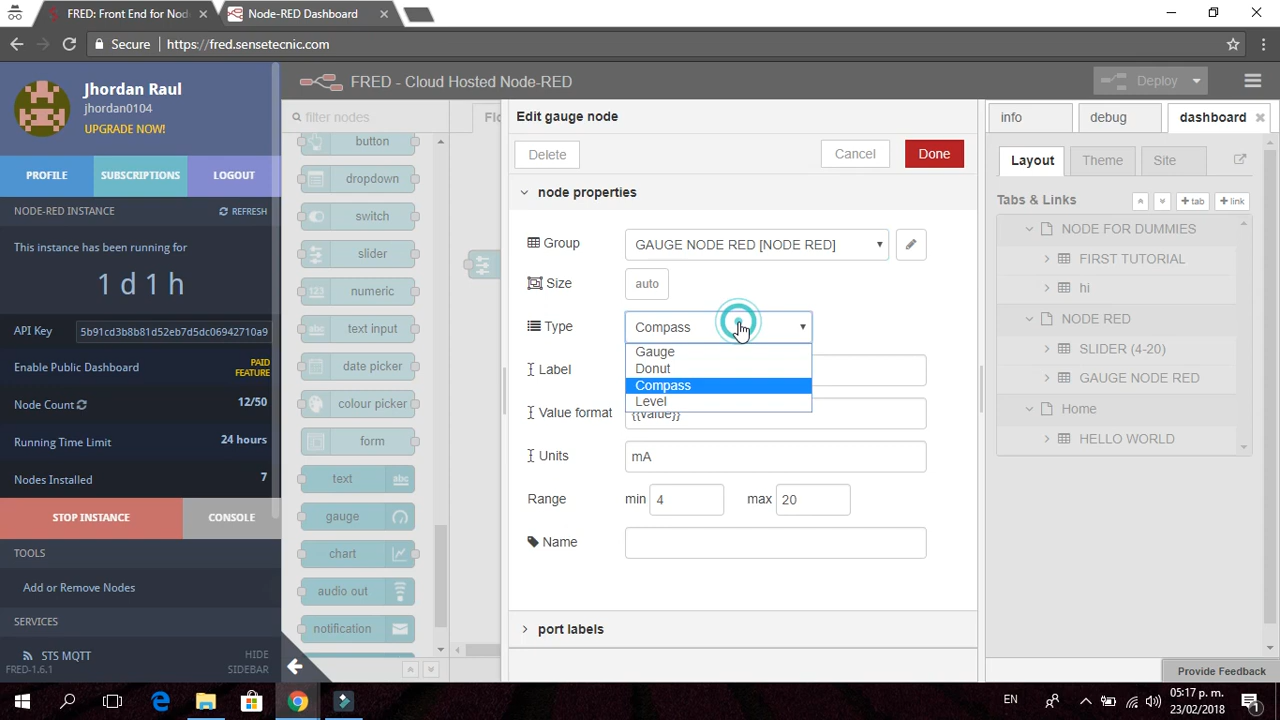 FRED: Front End for Nod
Node-RED Dashboard
Secure
https://fred.sensetecnic.com
Jhordan Raul
jhordan0104
UPGRADE NOW!
PROFILE
SUBSCRIPTIONS
LOGOUT
NODE-RED INSTANCE
REFRESH
This instance has been running for
1 d 1 h
API Key
5b91cd3b8b81d52eb7d5dc06942710a9
Enable Public Dashboard
PAID
FEATURE
Node Count
12/50
Running Time Limit
24 hours
Nodes Installed
7
STOP INSTANCE
CONSOLE
TOOLS
Add or Remove Nodes
SERVICES
STS MQTT
FRED-1.6.1
HIDE
SIDEBAR
FRED - Cloud Hosted Node-RED
Deploy
filter nodes
button
dropdown
switch
slider
123
numeric
abc
text input
date picker
colour picker
form
text
abc
gauge
chart
audio out
notification
Flo
Edit gauge node
Delete
Cancel
Done
node properties
Group
GAUGE NODE RED [NODE RED]
Size
auto
Type
Compass
Gauge
Donut
Compass
Level
Label
Value format
{{value}}
Units
mA
Range
min
4
max
20
Name
port labels
info
debug
dashboard
Layout
Theme
Site
Tabs & Links
+ tab
+ link
NODE FOR DUMMIES
FIRST TUTORIAL
hi
NODE RED
SLIDER (4-20)
GAUGE NODE RED
Home
HELLO WORLD
Provide Feedback
EN
05:17 p. m.
23/02/2018
1